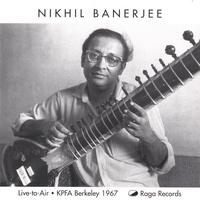 NIKHIL BANERJEE
Live-to-Air • KPFA Berkeley 1967 Raga Records